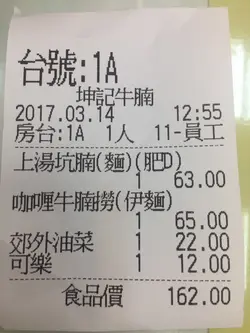 台號:1A
坤記牛腩
2017.03.14 12:55
房台:1A 1人 11-員工
上湯坑腩(麵)(肥D)
1 63.00
咖喱牛腩撈(伊麵)
1 65.00
郊外油菜 1 22.00
可樂 1 12.00
食品價 162.00